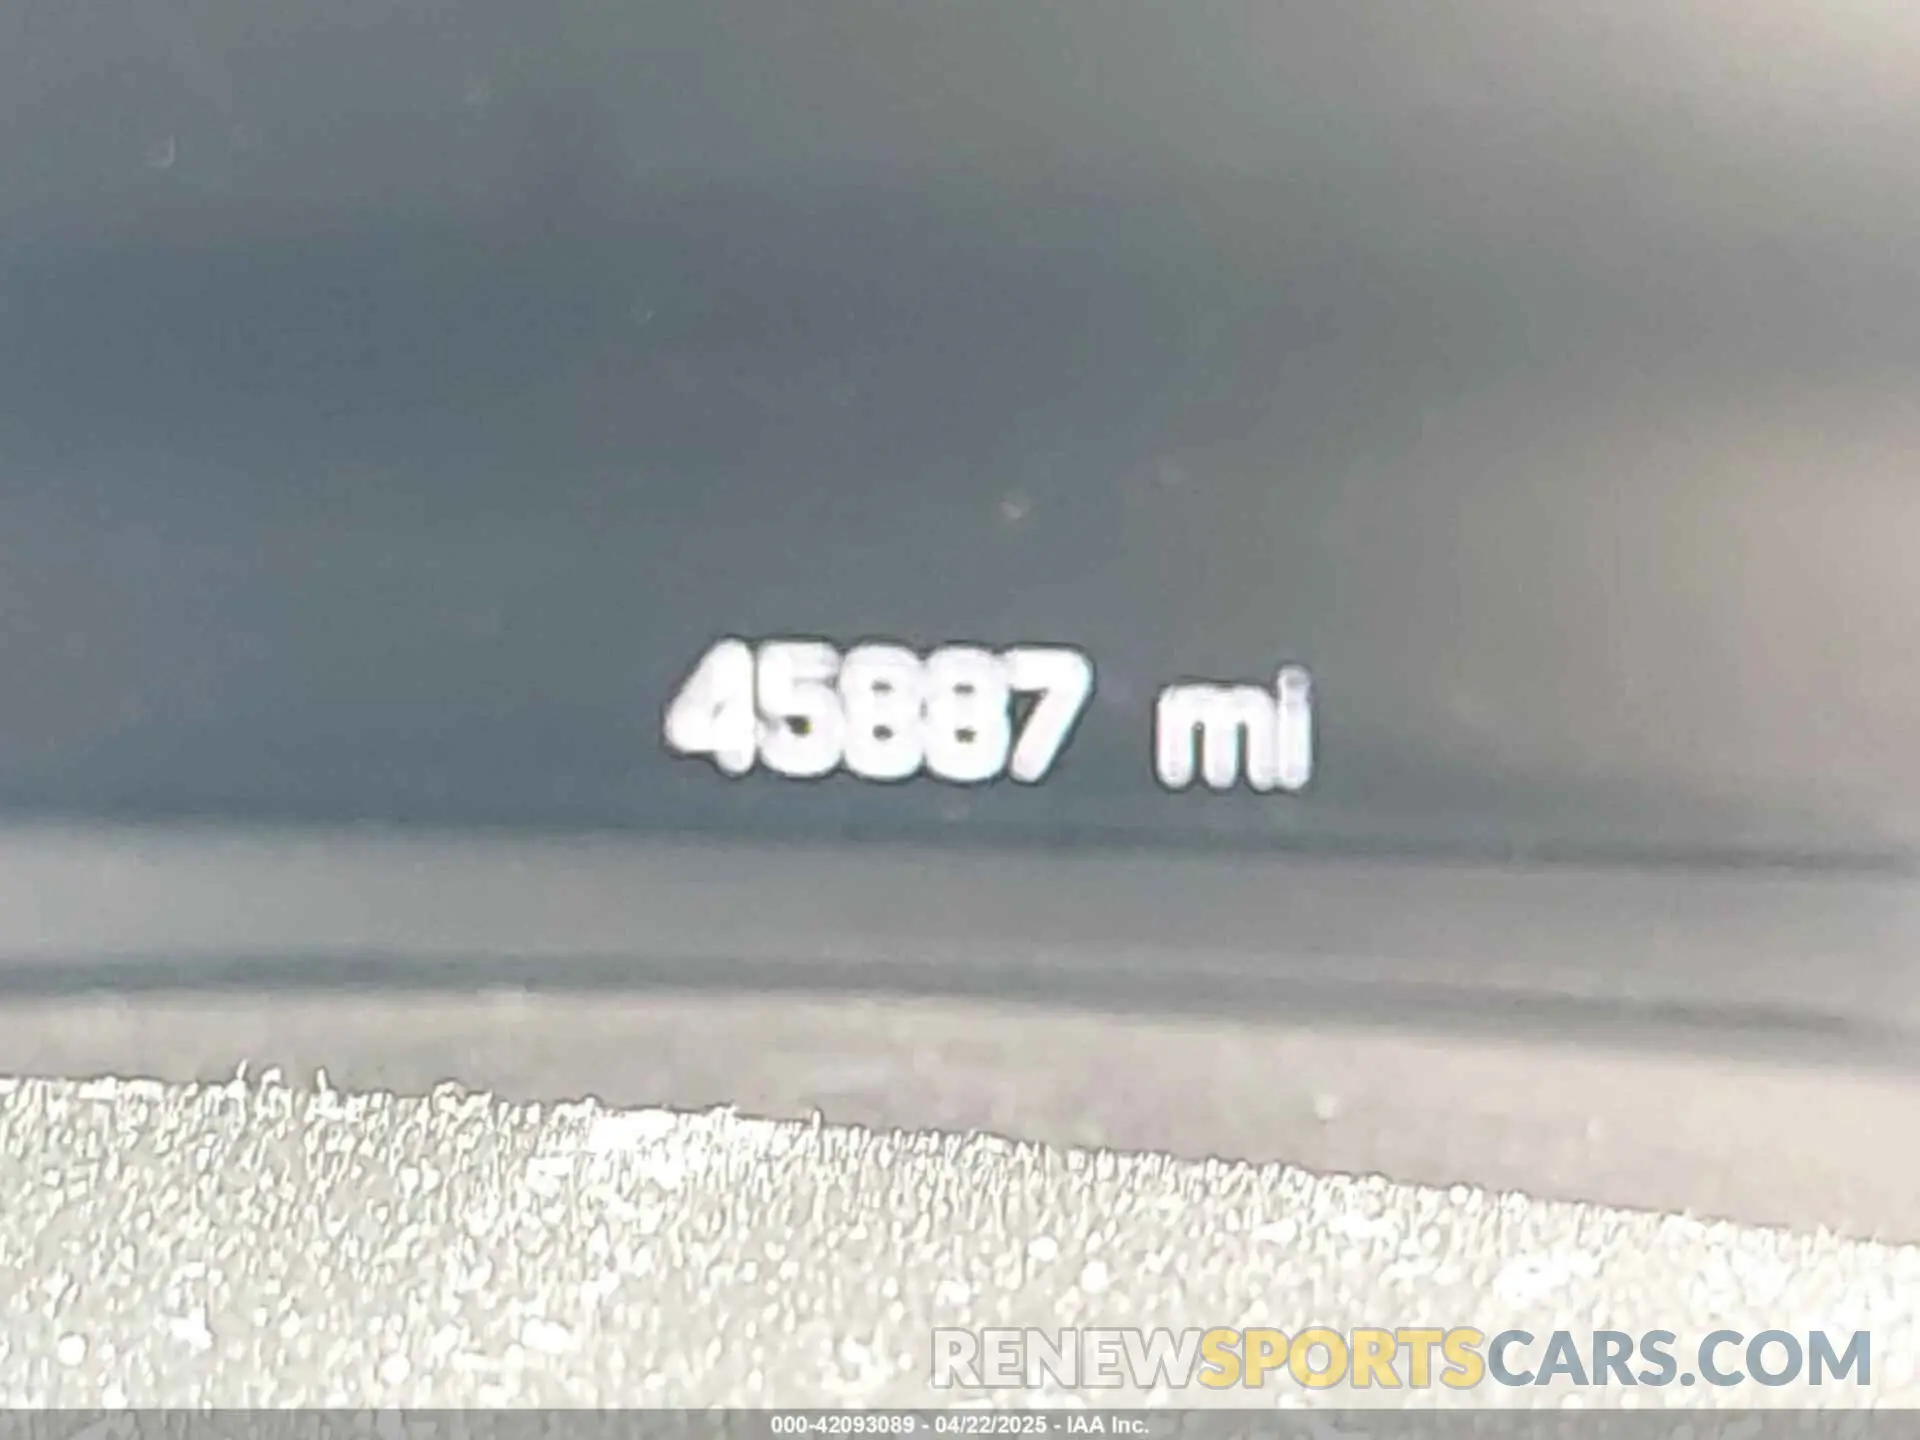 45887 mi
RENEWSPORTSCARS.COM
000-42093089 - 04/22/2025 - IAA Inc.